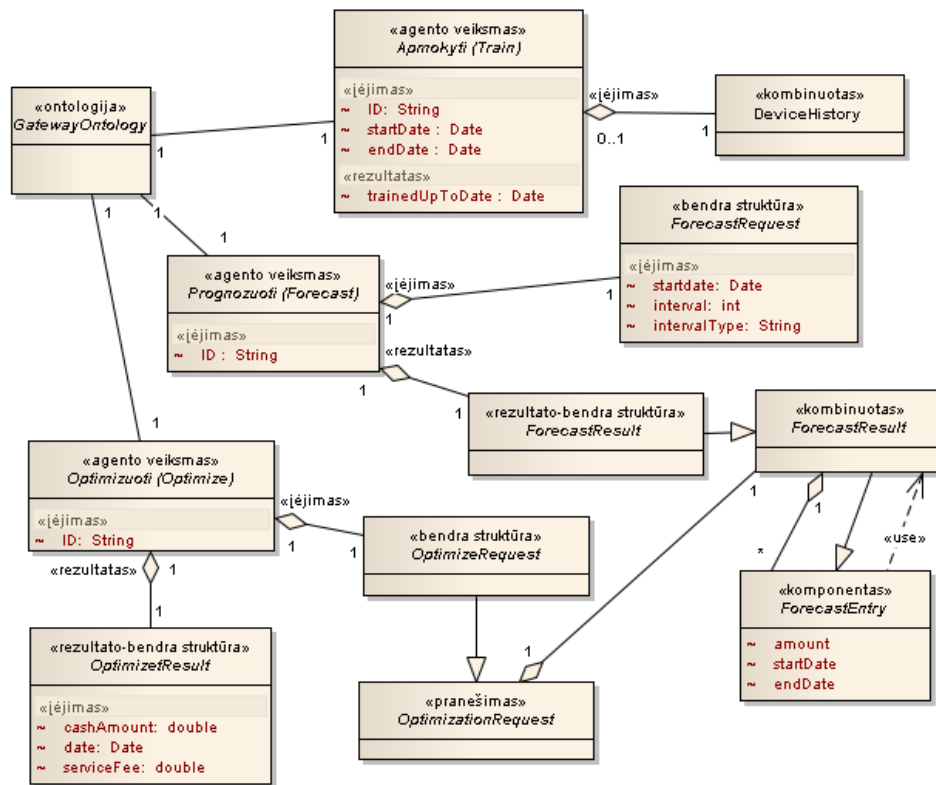 «agento veiksmas»
Apmokyti (Train)
«įėjimas»
~ ID: String
~ startDate : Date
~ endDate : Date
«rezultatas»
~ trainedUpToDate : Date
«įėjimas»
0..1
1
«kombinuotas»
DeviceHistory
«ontologija»
GatewayOntology
1
1
1
1
1
1
«bendra struktūra»
ForecastRequest
«įėjimas»
~ startdate: Date
~ interval: int
~ intervalType: String
«agento veiksmas»
Prognozuoti (Forecast)
«įėjimas»
~ ID : String
«įėjimas»
1
1
«rezultatas»
1
1
«rezultato-bendra struktūra»
ForecastResult
«kombinuotas»
ForecastResult
1
1
*
«use»
«agento veiksmas»
Optimizuoti (Optimize)
«įėjimas»
~ ID: String
«įėjimas»
1
1
«bendra struktūra»
OptimizeRequest
«rezultatas»
1
1
«komponentas»
ForecastEntry
~ amount
~ startDate
~ endDate
«rezultato-bendra struktūra»
OptimizefResult
«įėjimas»
~ cashAmount: double
~ date: Date
~ serviceFee: double
1
«pranešimas»
OptimizationRequest